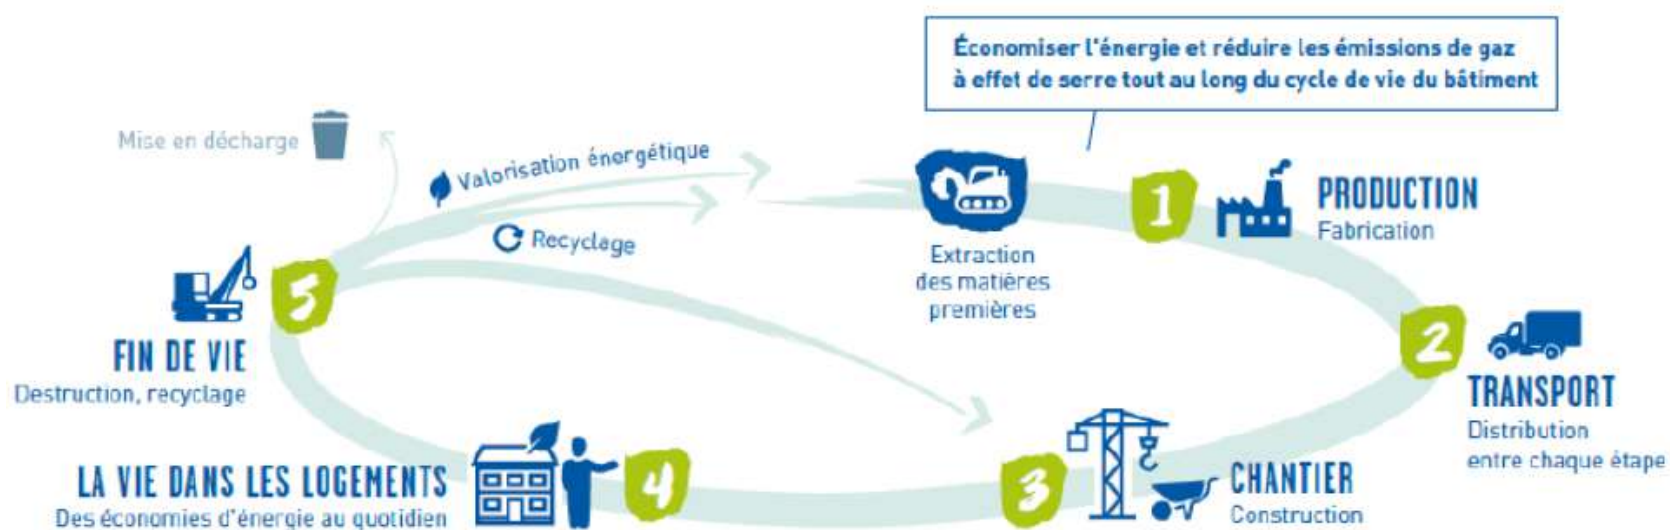 Économiser l'énergie et réduire les émissions de gaz
à effet de serre tout au long du cycle de vie du bâtiment
Mise en décharge
Valorisation énergétique
Recyclage
Extraction
des matières
premières
1
PRODUCTION
Fabrication
2
TRANSPORT
Distribution
entre chaque étape
3
CHANTIER
Construction
4
LA VIE DANS LES LOGEMENTS
Des économies d'énergie au quotidien
5
FIN DE VIE
Destruction, recyclage